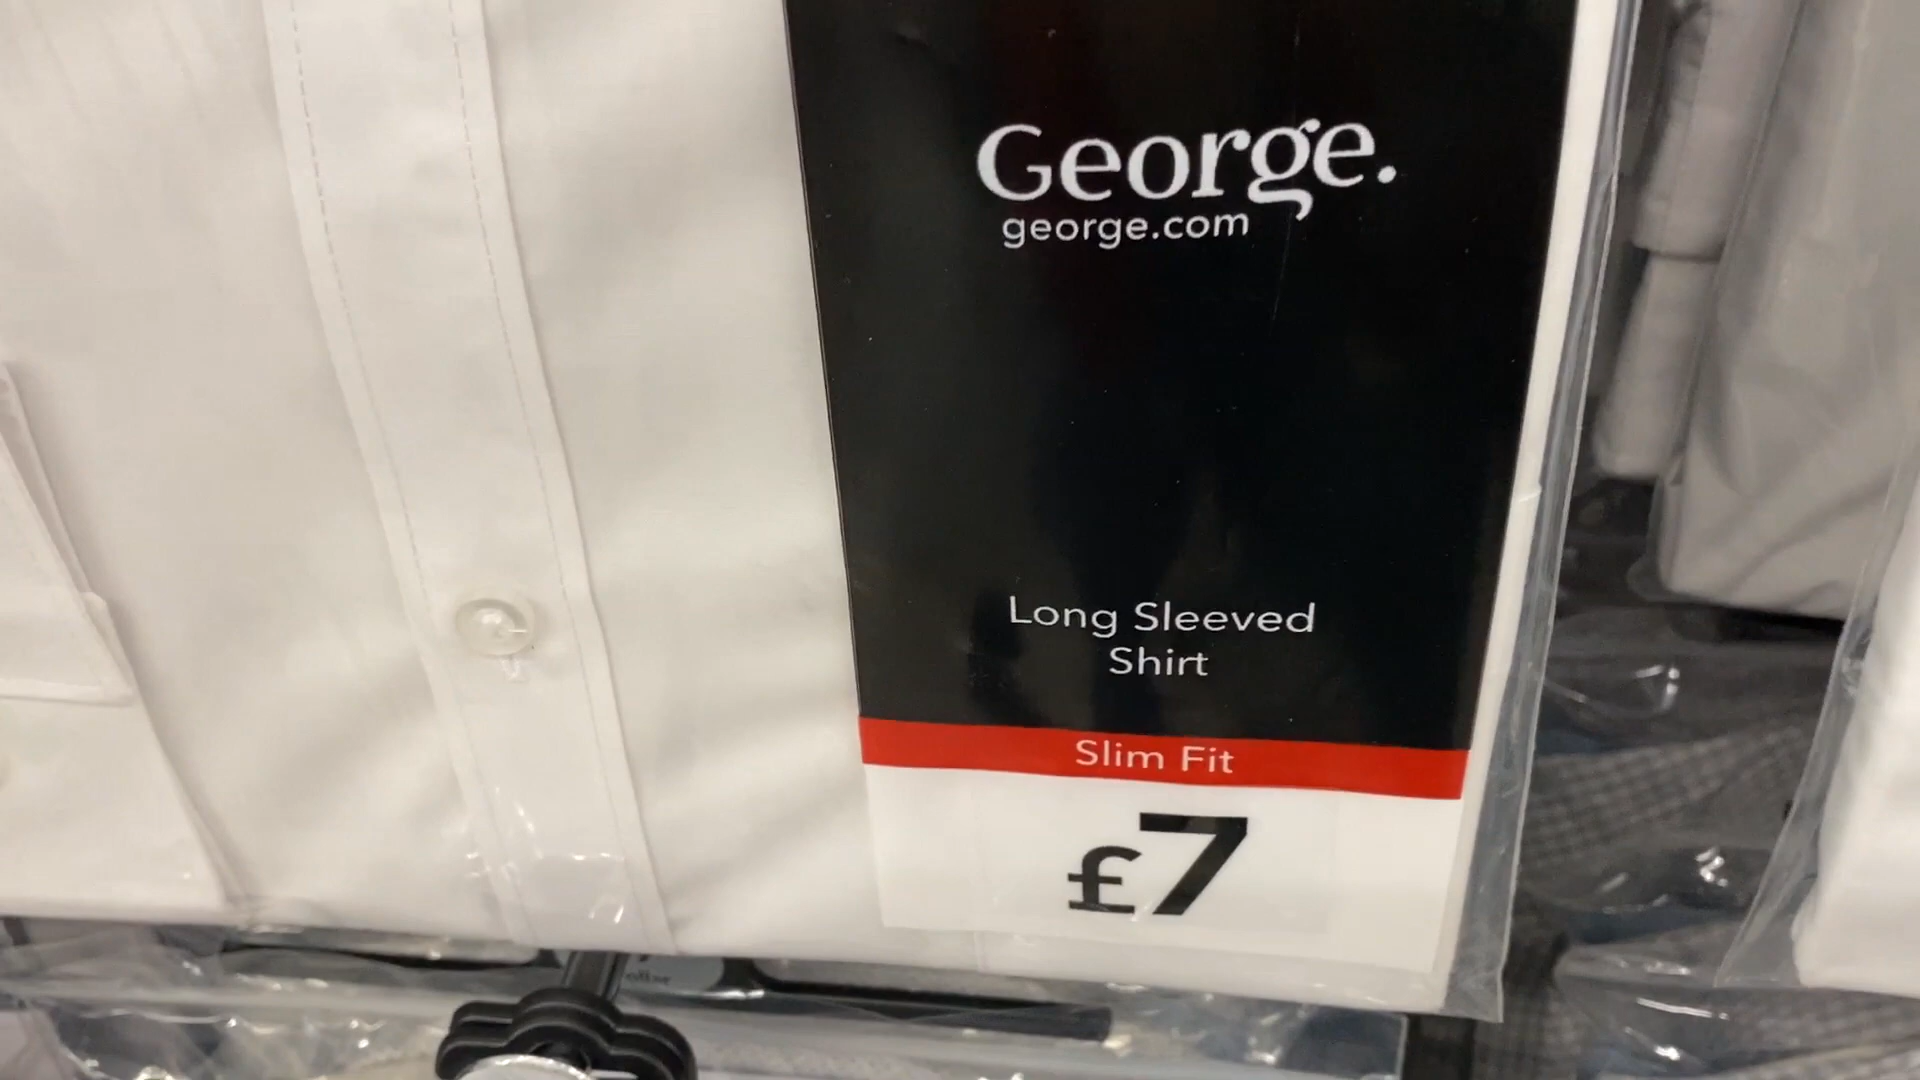 George.
george.com
Long Sleeved
Shirt
Slim Fit
£7